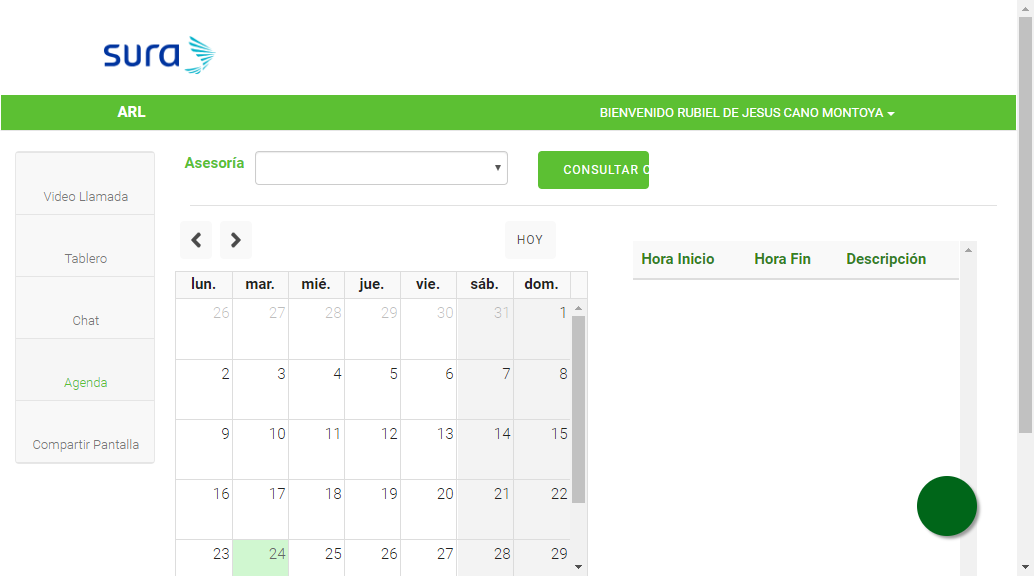 sura
ARL
BIENVENIDO RUBIEL DE JESUS CANO MONTOYA
Video Llamada
Tablero
Chat
Agenda
Compartir Pantalla
Asesoría
CONSULTAR
HOY
lun. mar. mié. jue. vie. sáb. dom.
26 27 28 29 30 31 1
2 3 4 5 6 7 8
9 10 11 12 13 14 15
16 17 18 19 20 21 22
23 24 25 26 27 28 29
Hora Inicio Hora Fin Descripción